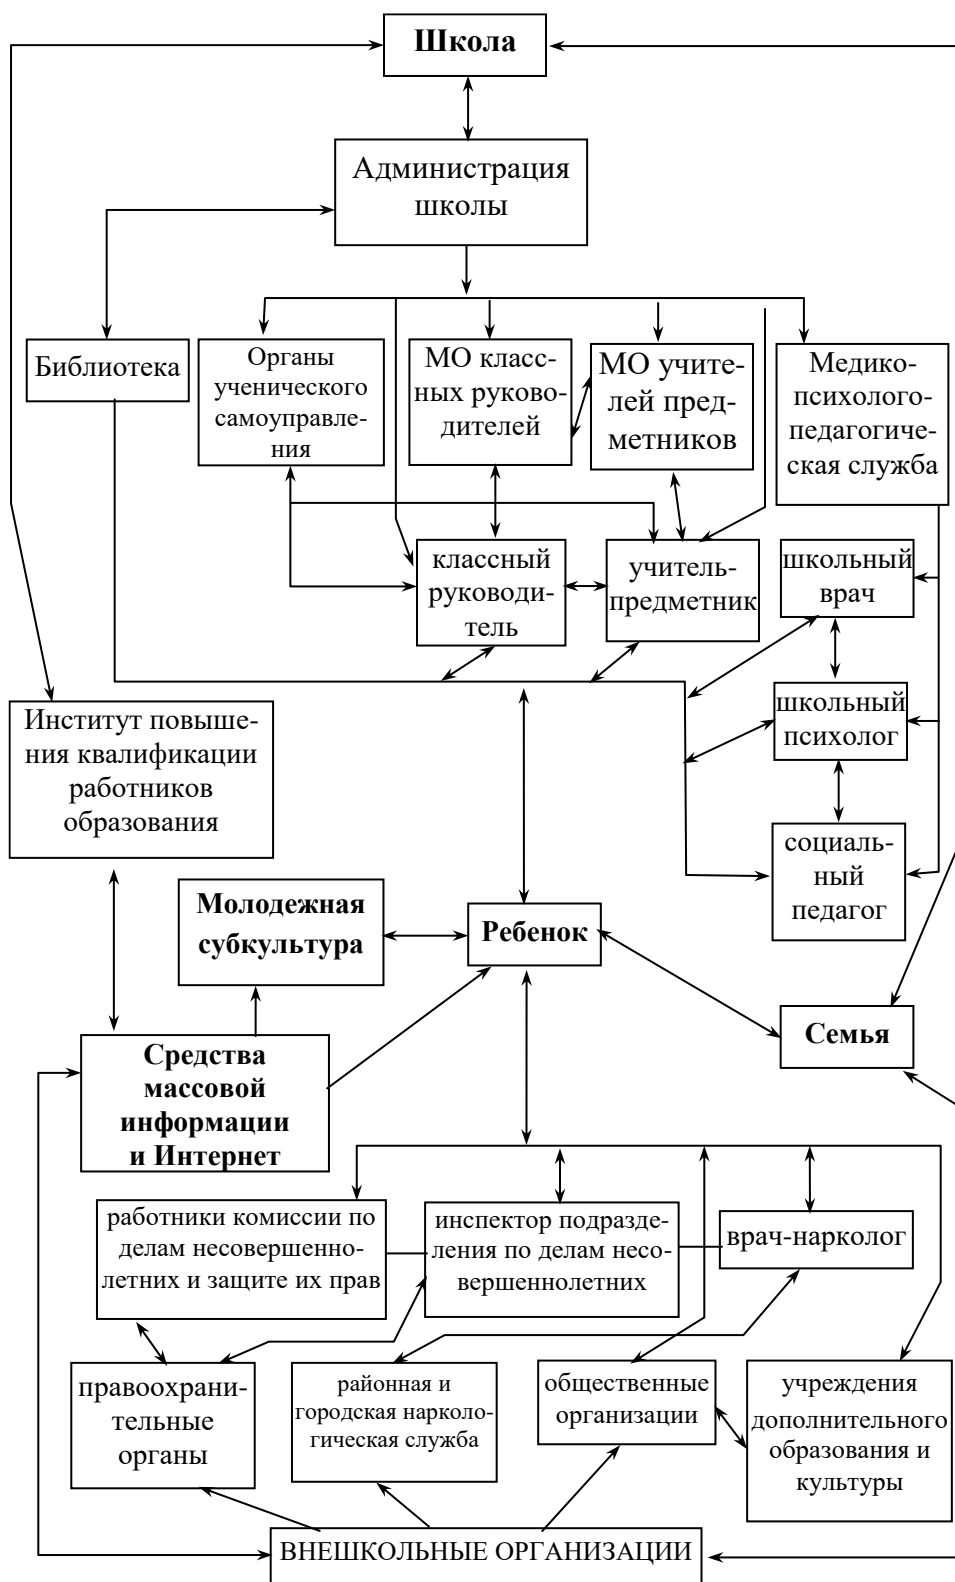 Школа
Администрация
школы
Библиотека
Органы
ученического
самоуправле-
ния
МО класс-
ных руково-
дителей
МО учите-
лей пред-
метников
Медико-
психолого-
педагогиче-
ская служба
классный
руководи-
тель
учитель-
предметник
школьный
врач
школьный
психолог
социаль-
ный
педагог
Институт повыше-
ния квалификации
работников
образования
Молодежная
субкультура
Ребенок
Семья
Средства
массовой
информации
и Интернет
работники комиссии по
делам несовершенно-
летних и защите их прав
инспектор подразде-
ления по делам несо-
вершеннолетних
врач-нарколог
правоохрани-
тельные
органы
районная и
городская нарколо-
гическая служба
общественные
организации
учреждения
дополнительного
образования и
культуры
ВНЕШКОЛЬНЫЕ ОРГАНИЗАЦИИ